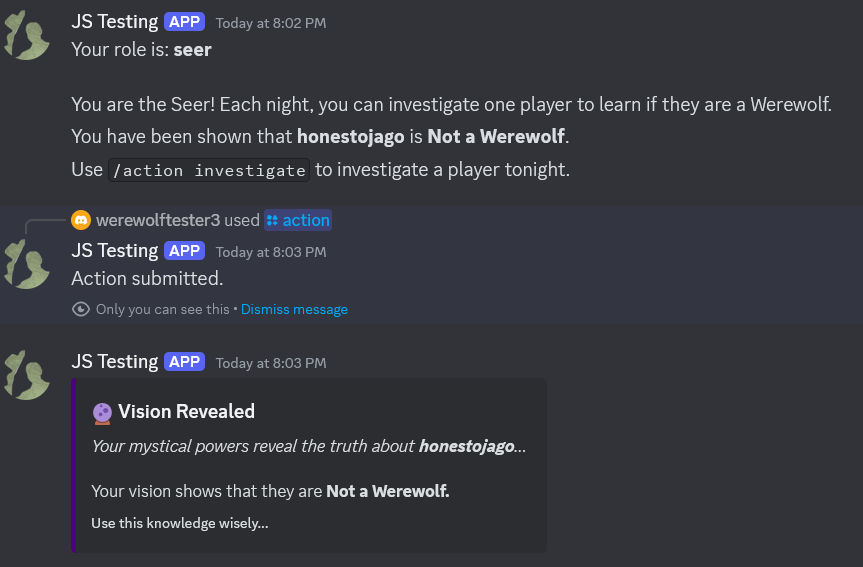 JS Testing APP Today at 8:02 PM
Your role is: seer
You are the Seer! Each night, you can investigate one player to learn if they are a Werewolf.
You have been shown that honestojago is Not a Werewolf.
Use /action investigate to investigate a player tonight.
werewolftester3 used action
JS Testing APP Today at 8:03 PM
Action submitted.
Only you can see this • Dismiss message
JS Testing APP Today at 8:03 PM
Vision Revealed
Your mystical powers reveal the truth about honestojago...
Your vision shows that they are Not a Werewolf.
Use this knowledge wisely...